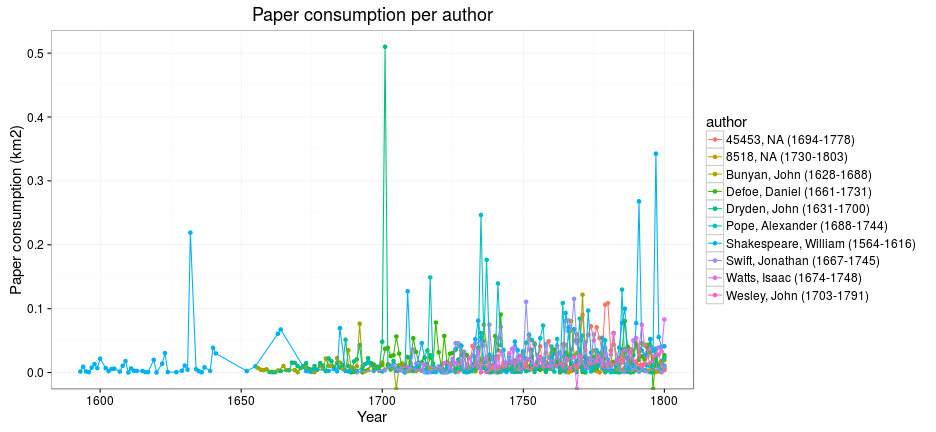 Paper consumption per author
0.5
0.4
0.3
0.2
0.1
0.0
Paper consumption (km2)
1600
1650
1700
1750
1800
Year
author
45453, NA (1694-1778)
8518, NA (1730-1803)
Bunyan, John (1628-1688)
Defoe, Daniel (1661-1731)
Dryden, John (1631-1700)
Pope, Alexander (1688-1744)
Shakespeare, William (1564-1616)
Swift, Jonathan (1667-1745)
Watts, Isaac (1674-1748)
Wesley, John (1703-1791)